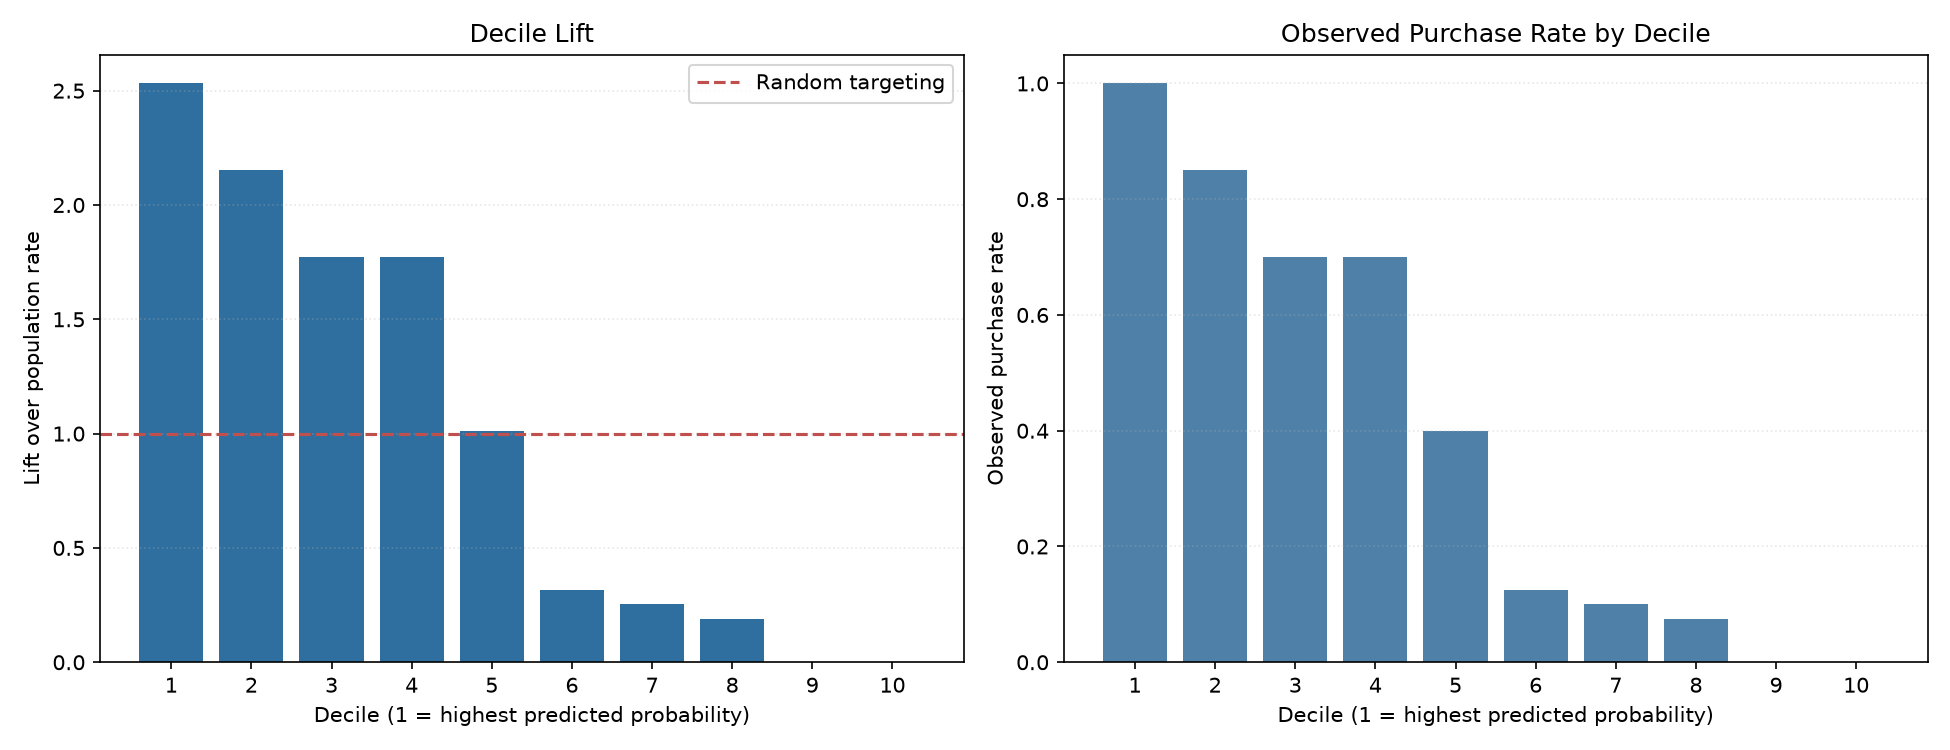 Decile Lift
Random targeting
Lift over population rate
2.5
2.0
1.5
1.0
0.5
0.0
1 2 3 4 5 6 7 8 9 10
Decile (1 = highest predicted probability)
Observed Purchase Rate by Decile
Observed purchase rate
1.0
0.8
0.6
0.4
0.2
0.0
1 2 3 4 5 6 7 8 9 10
Decile (1 = highest predicted probability)